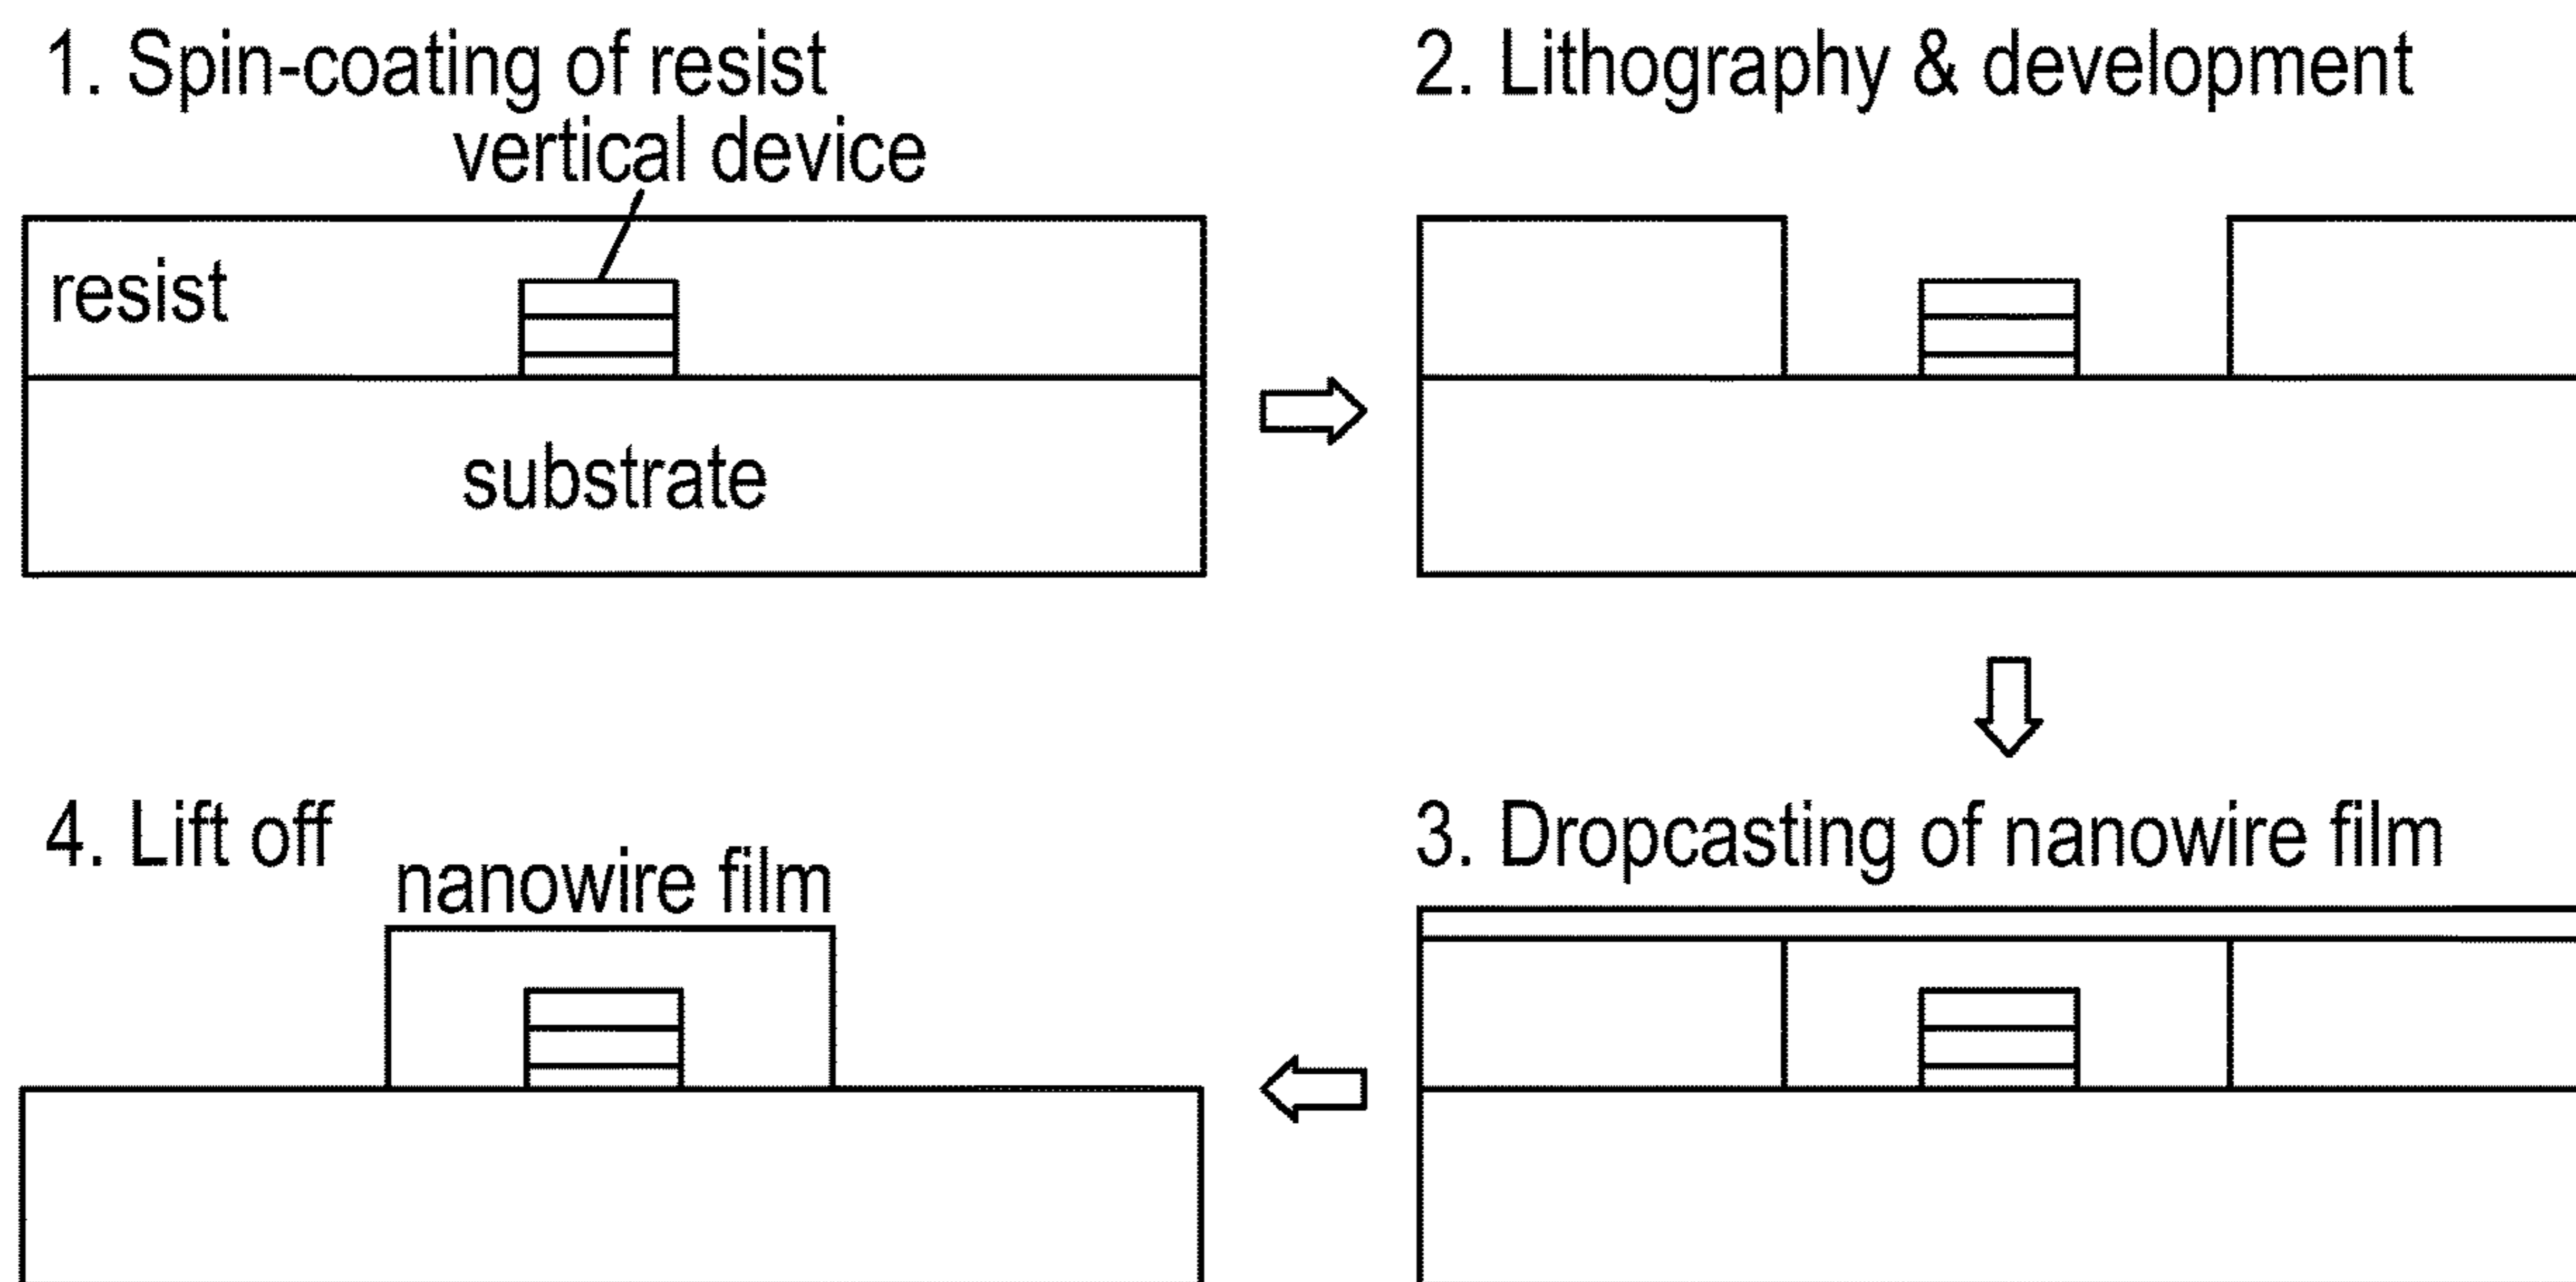 1. Spin-coating of resist
vertical device
resist
substrate
2. Lithography & development
3. Dropcasting of nanowire film
4. Lift off
nanowire film